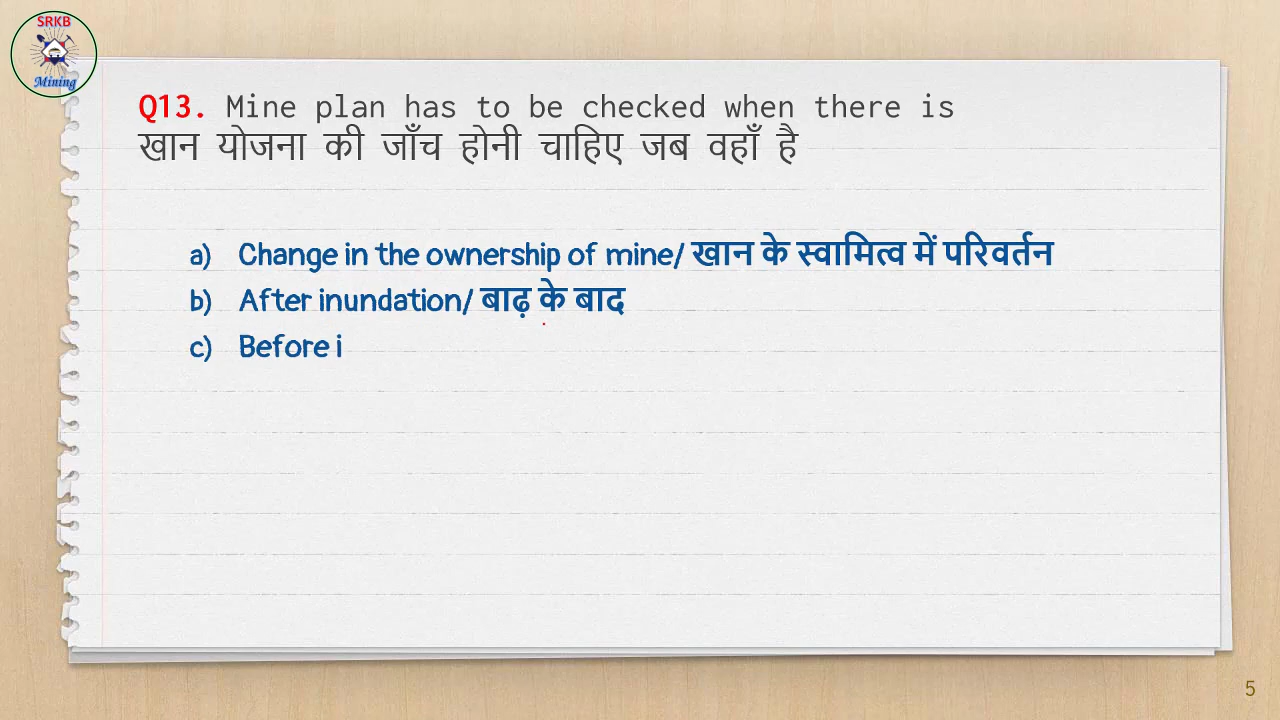 SRKB
Mining
Q13. Mine plan has to be checked when there is
खान योजना की जाँच होनी चाहिए जब वहाँ है
a) Change in the ownership of mine/ खान के स्वामित्व में परिवर्तन
b) After inundation/ बाढ़ के बाद
c) Before i
5